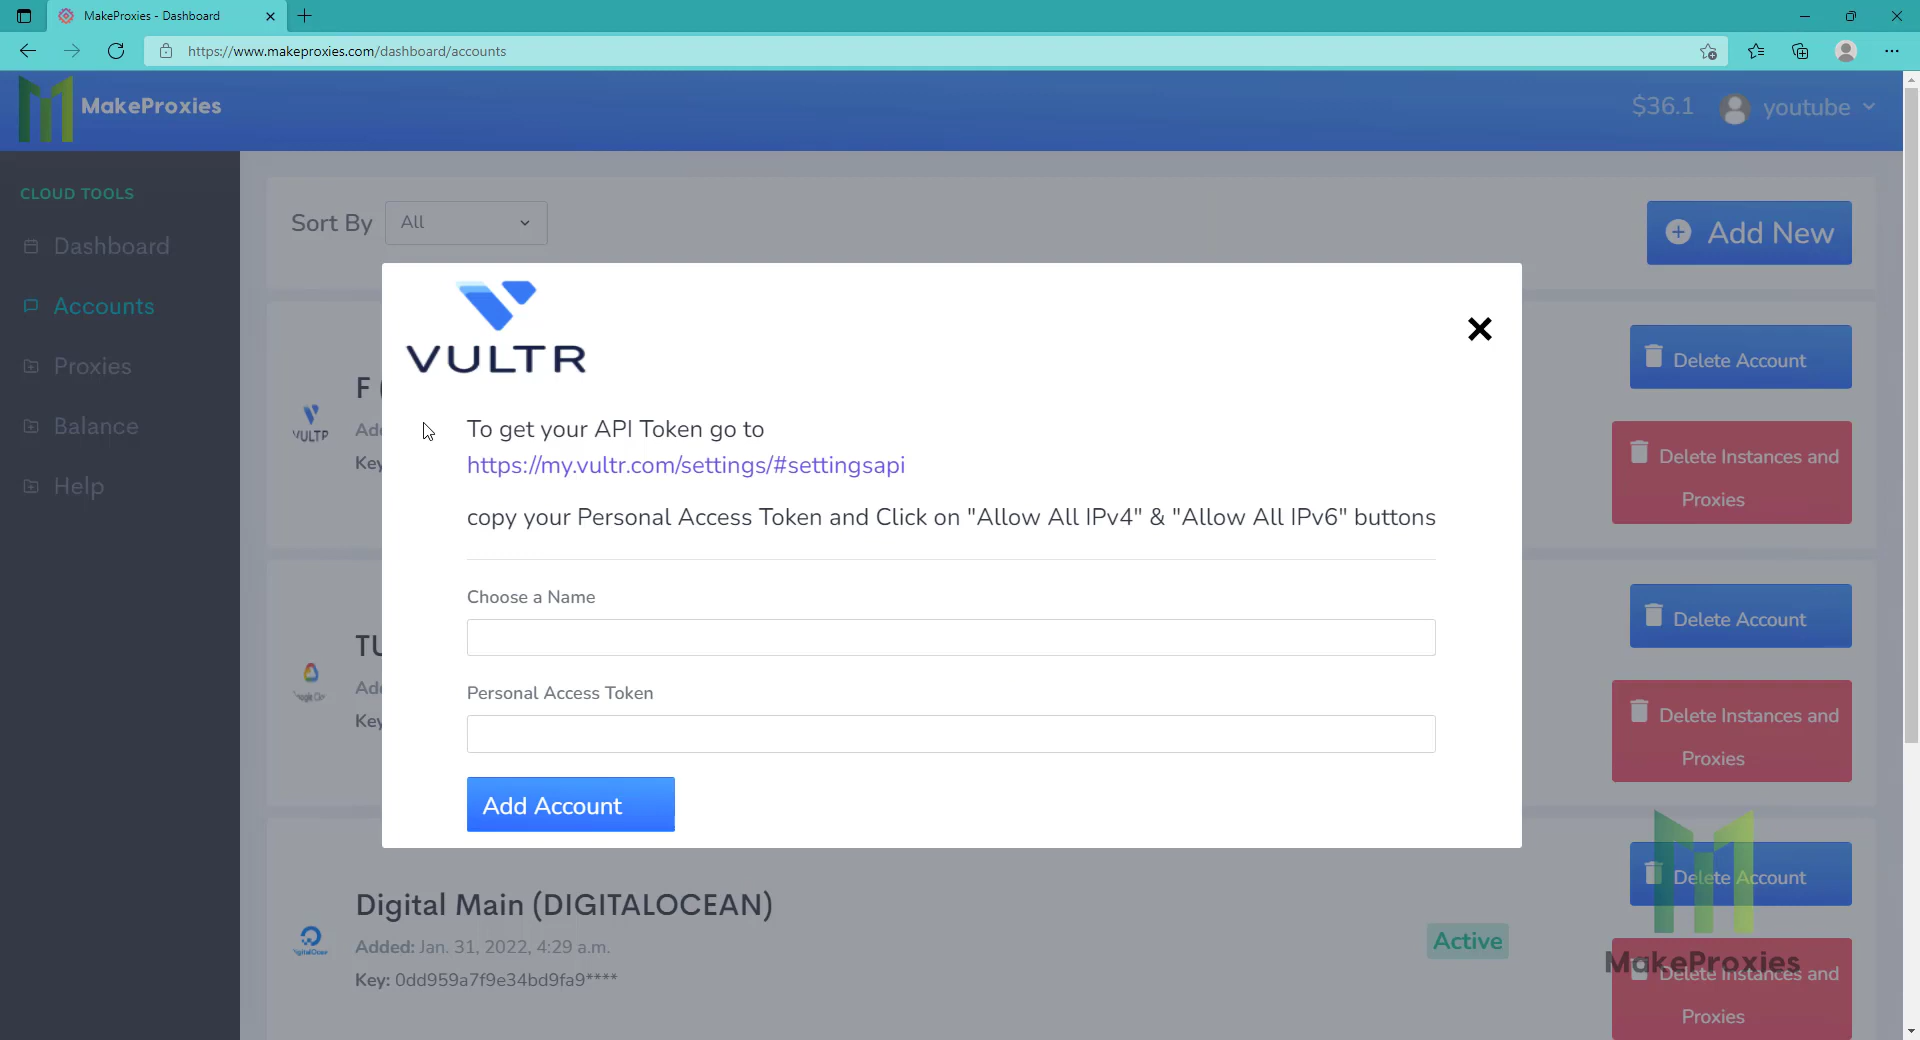 MakeProxies - Dashboard
https://www.makeproxies.com/dashboard/accounts
MakeProxies
$36.1
youtube
CLOUD TOOLS
Dashboard
Accounts
Proxies
Balance
Help
Sort By
All
Add New
VULTR
To get your API Token go to
https://my.vultr.com/settings/#settingsapi
copy your Personal Access Token and Click on "Allow All IPv4" & "Allow All IPv6" buttons
Choose a Name
Personal Access Token
Add Account
F (
Key
Delete Account
Delete Instances and
Proxies
Key
Delete Account
Delete Instances and
Proxies
Digital Main (DIGITALOCEAN)
Added: Jan. 31, 2022, 4:29 a.m.
Key: 0dd959a7f9e34bd9fa9****
Active
Delete Account
Delete Instances and
Proxies
MakeProxies